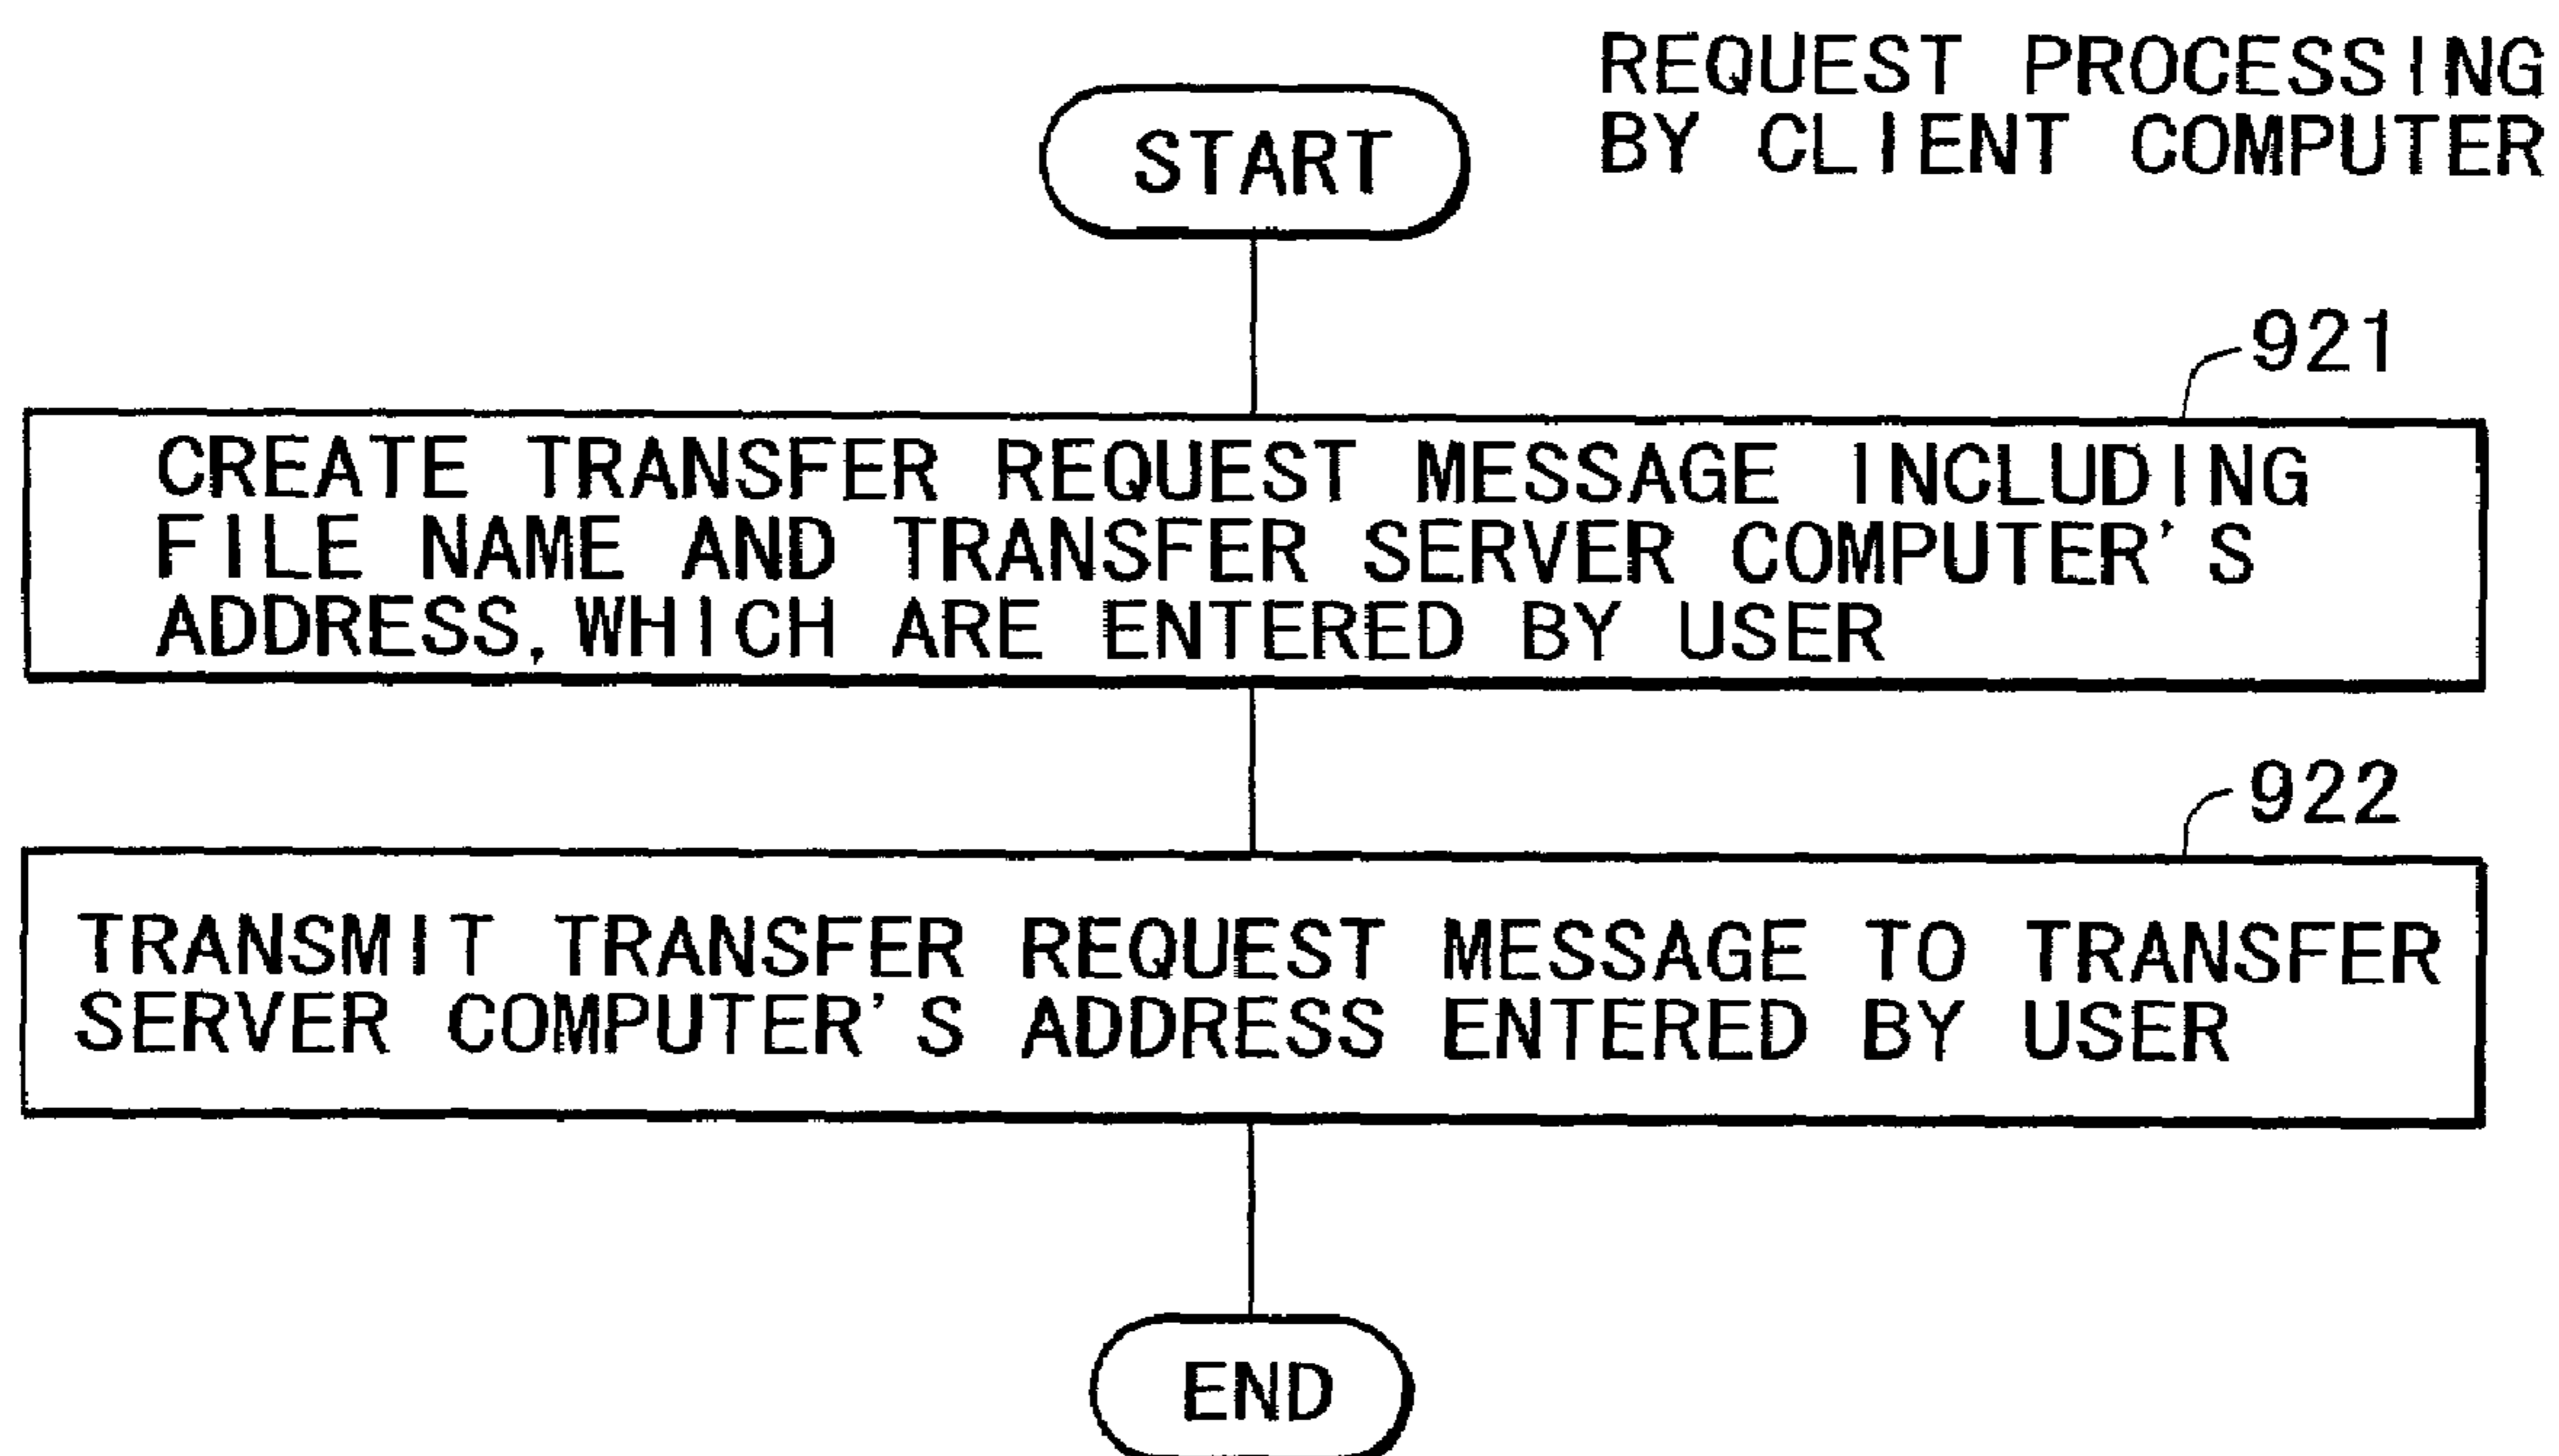 REQUEST PROCESSING
BY CLIENT COMPUTER
START
921
CREATE TRANSFER REQUEST MESSAGE INCLUDING
FILE NAME AND TRANSFER SERVER COMPUTER'S
ADDRESS, WHICH ARE ENTERED BY USER
922
TRANSMIT TRANSFER REQUEST MESSAGE TO TRANSFER
SERVER COMPUTER'S ADDRESS ENTERED BY USER
END